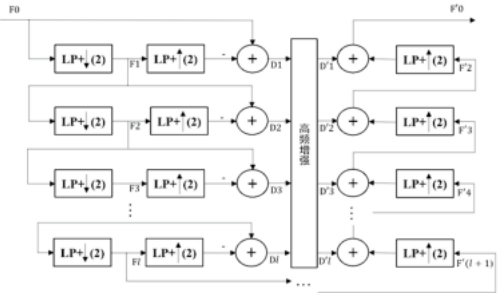 F0 F'0
LP+↓(2) F1 LP+↑(2) - + D1 D'1 + LP+↑(2) F'2
LP+↓(2) F2 LP+↑(2) - + D2 D'2 + LP+↑(2) F'3
高频增强
LP+↓(2) F3 LP+↑(2) - + D3 D'3 + LP+↑(2) F'4
⋮ ⋮
LP+↓(2) Fl LP+↑(2) - + Dl D'l + LP+↑(2) F'(l+1)
...